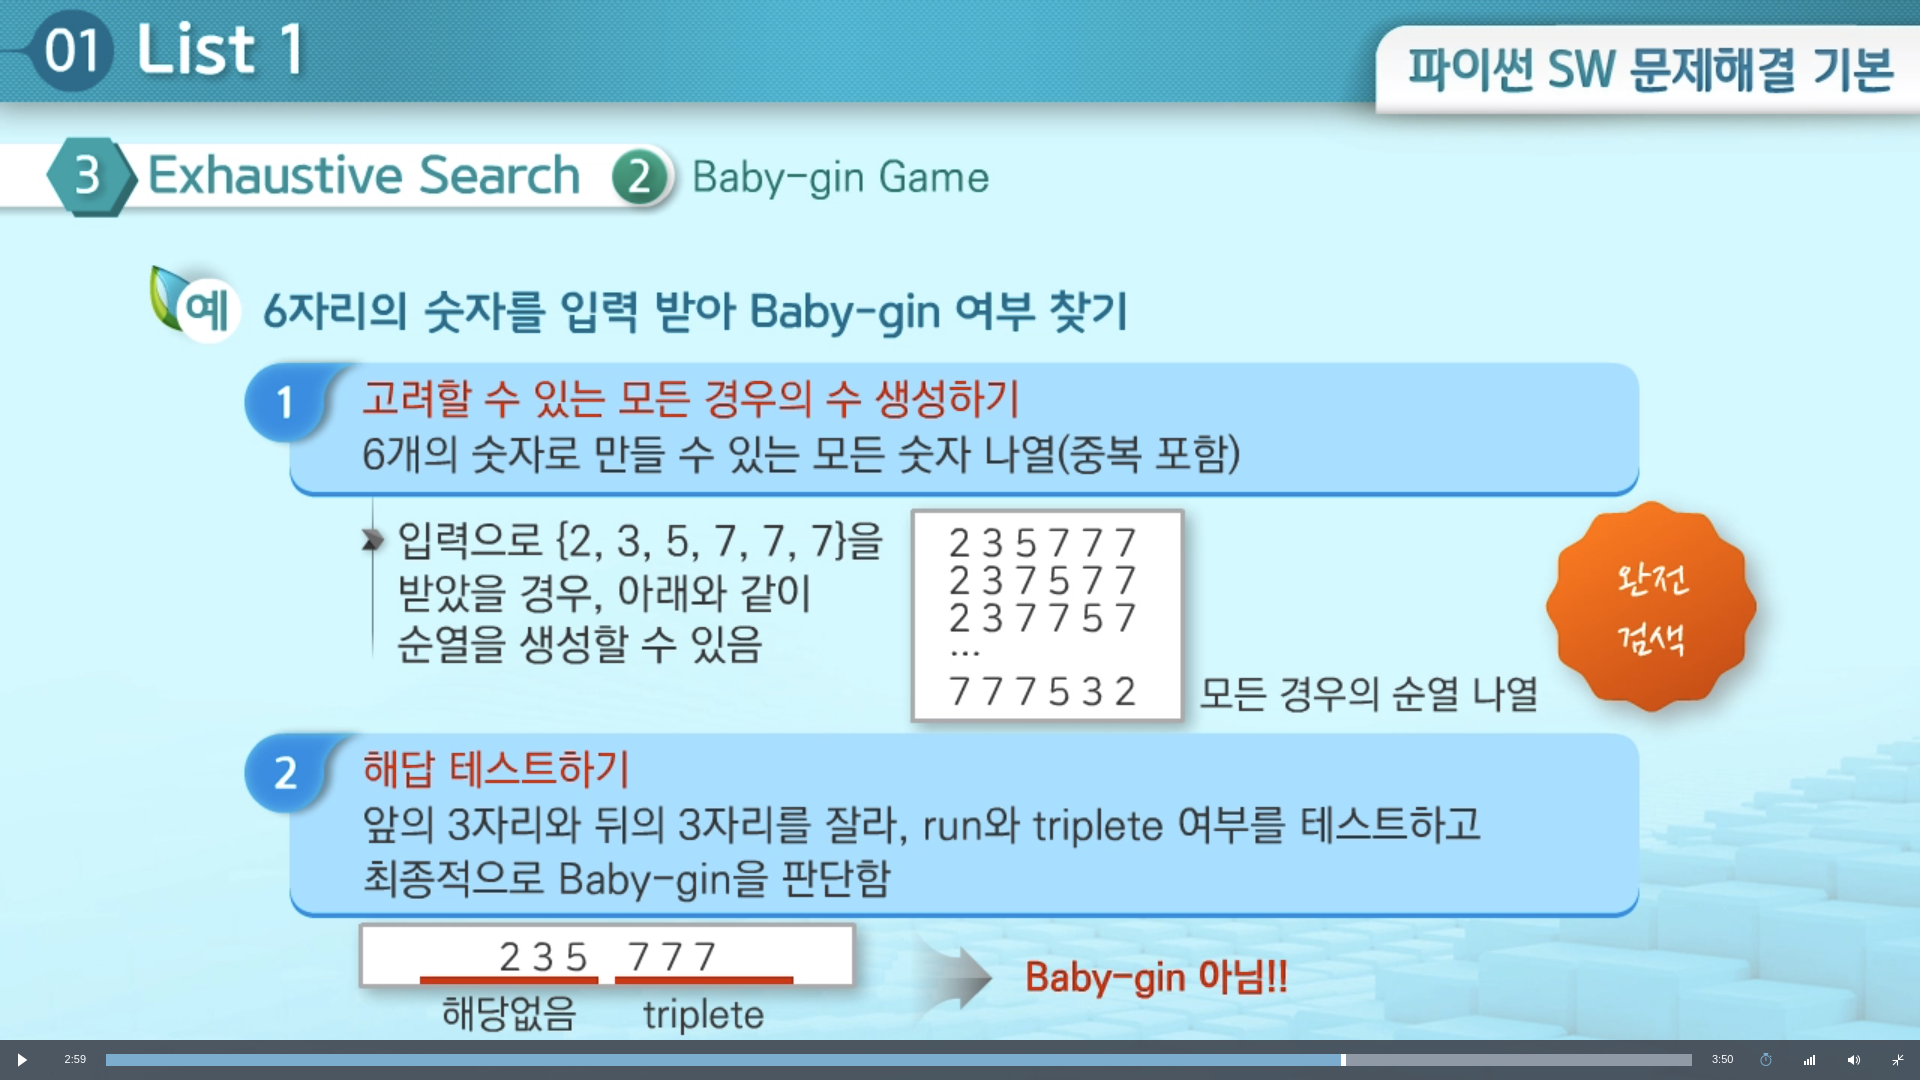 01 List 1
파이썬 SW 문제해결 기본
3 Exhaustive Search 2 Baby-gin Game
예 6자리의 숫자를 입력 받아 Baby-gin 여부 찾기
1 고려할 수 있는 모든 경우의 수 생성하기
6개의 숫자로 만들 수 있는 모든 숫자 나열(중복 포함)
입력으로 {2, 3, 5, 7, 7, 7}을
받았을 경우, 아래와 같이
순열을 생성할 수 있음
2 3 5 7 7 7
2 3 7 5 7 7
2 3 7 7 5 7
...
7 7 7 5 3 2
모든 경우의 순열 나열
완전
검색
2 해답 테스트하기
앞의 3자리와 뒤의 3자리를 잘라, run와 triplete 여부를 테스트하고
최종적으로 Baby-gin을 판단함
2 3 5 7 7 7
해당없음 triplete
Baby-gin 아님!!
2:59 3:50